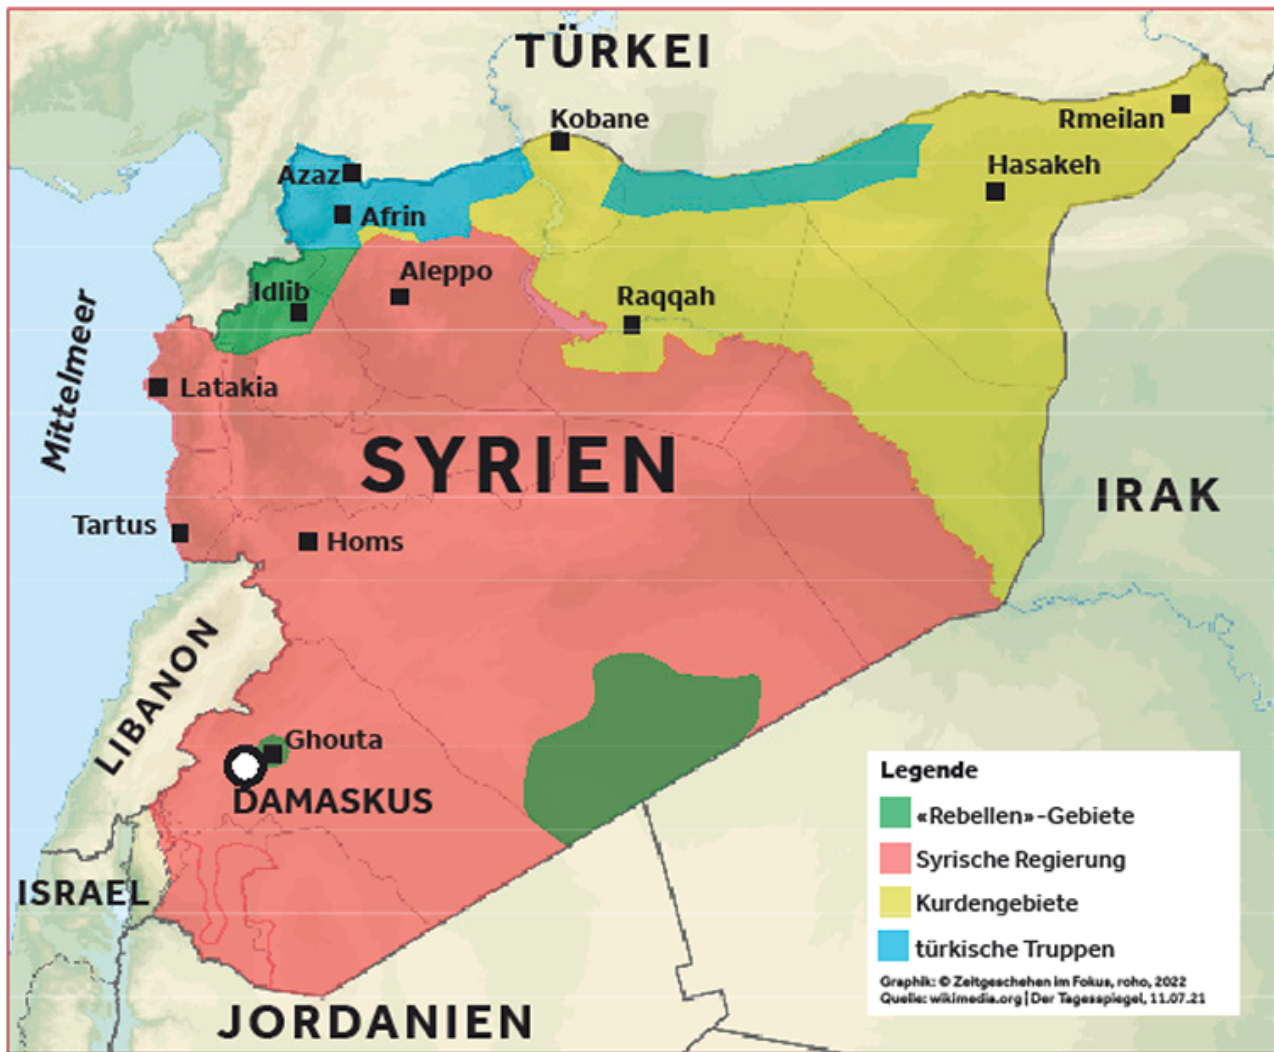 TÜRKEI
Kobane
Rmeilan
Azaz
Hasakeh
Afrin
Aleppo
Idlib
Raqqah
Mittelmeer
Latakia
SYRIEN
IRAK
Tartus
Homs
LIBANON
Ghouta
DAMASKUS
ISRAEL
JORDANIEN
Legende
«Rebellen»-Gebiete
Syrische Regierung
Kurdengebiete
türkische Truppen
Graphik: © Zeitgeschehen im Fokus, roho, 2022
Quelle: wikimedia.org | Der Tagesspiegel, 11.07.21